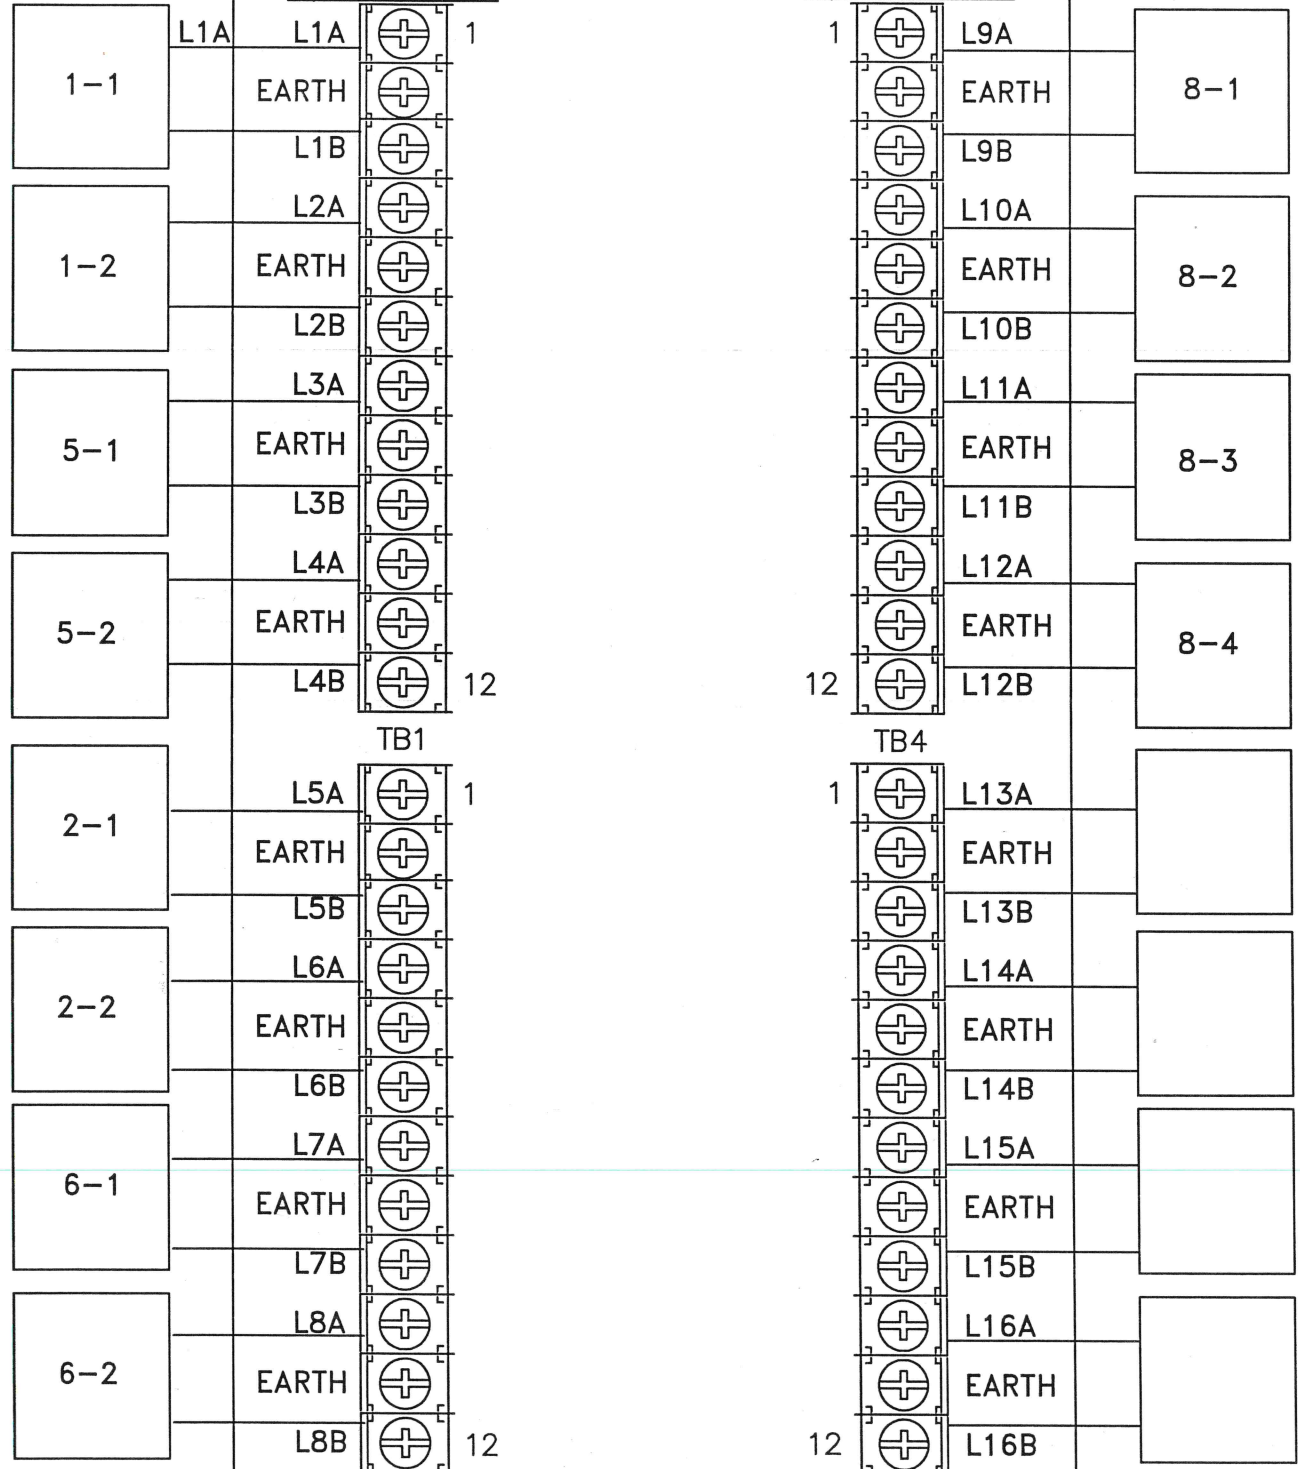 L1A L1A 1 1 L9A
1-1 EARTH EARTH 8-1
L1B L9B
L2A L10A
1-2 EARTH EARTH 8-2
L2B L10B
L3A L11A
5-1 EARTH EARTH 8-3
L3B L11B
L4A L12A
5-2 EARTH EARTH 8-4
L4B 12 12 L12B
TB1 TB4
L5A 1 1 L13A
2-1 EARTH EARTH
L5B L13B
L6A L14A
2-2 EARTH EARTH
L6B L14B
L7A L15A
6-1 EARTH EARTH
L7B L15B
L8A L16A
6-2 EARTH EARTH
L8B 12 12 L16B